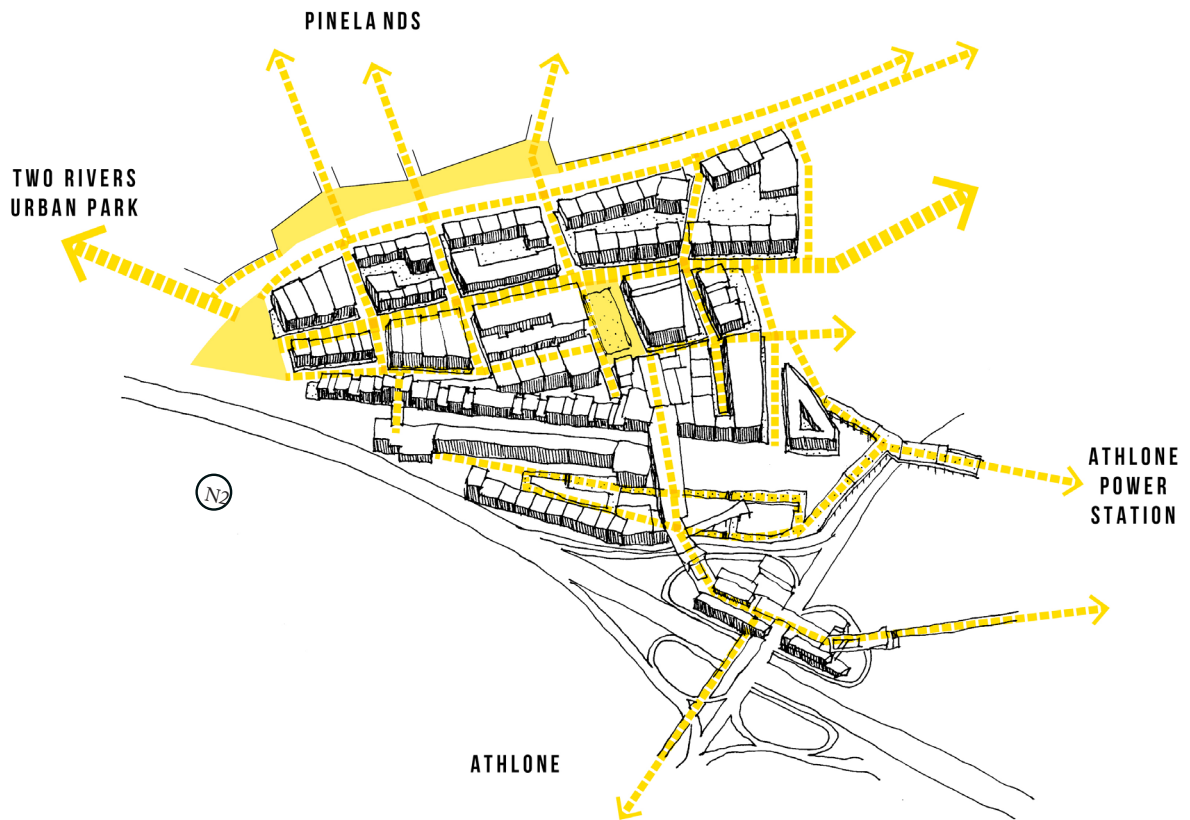 PINELANDS
TWO RIVERS
URBAN PARK
N2
ATHLONE
POWER
STATION
ATHLONE